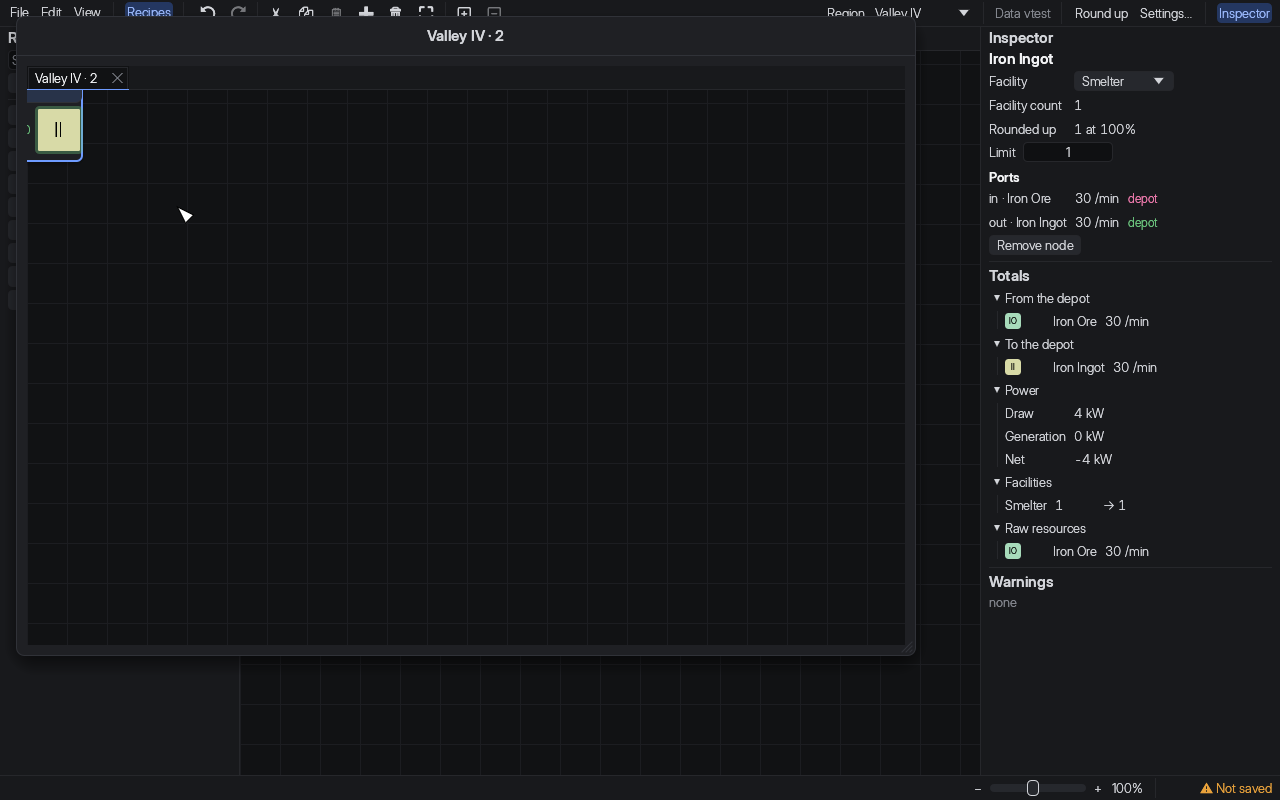 File Edit View Recipes Region Valley IV Data vtest Round up Settings... Inspector
Valley IV · 2
Valley IV · 2
II
Inspector
Iron Ingot
Facility Smelter
Facility count 1
Rounded up 1 at 100%
Limit 1
Ports
in · Iron Ore 30 /min depot
out · Iron Ingot 30 /min depot
Remove node
Totals
From the depot
IO Iron Ore 30 /min
To the depot
II Iron Ingot 30 /min
Power
Draw 4 kW
Generation 0 kW
Net -4 kW
Facilities
Smelter 1 → 1
Raw resources
IO Iron Ore 30 /min
Warnings
none
− + 100% Not saved